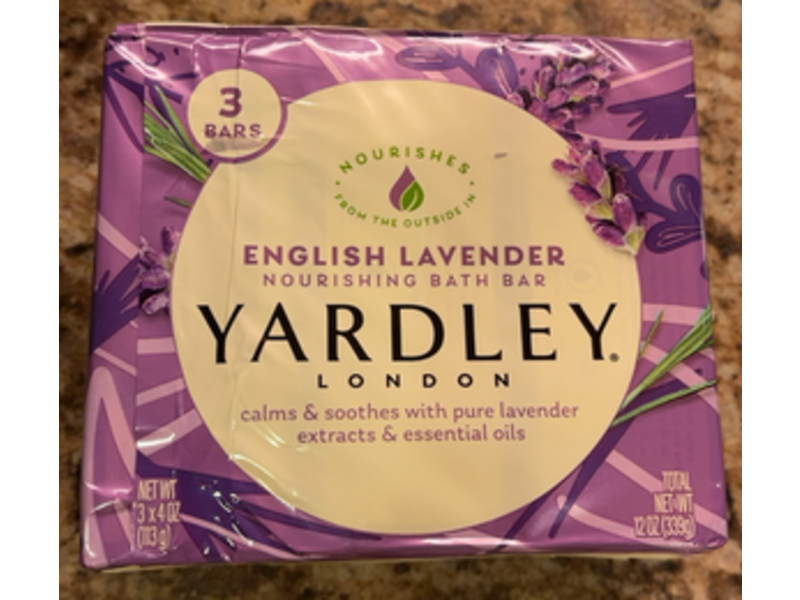 3
BARS
NOURISHES
FROM THE OUTSIDE IN
ENGLISH LAVENDER
NOURISHING BATH BAR
YARDLEY®
LONDON
calms & soothes with pure lavender
extracts & essential oils
NET WT
3 x 4 OZ
(113g)
TOTAL
NET WT
12 OZ (339g)